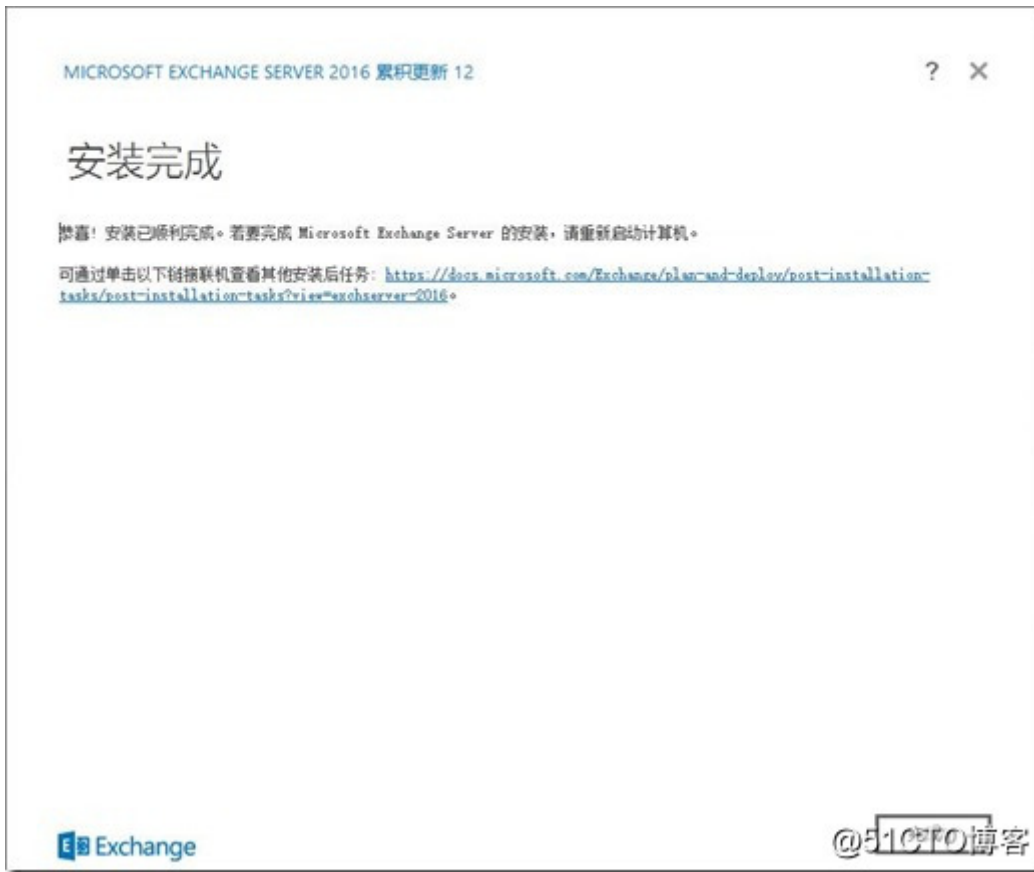 MICROSOFT EXCHANGE SERVER 2016 累积更新 12
? ×
安装完成
恭喜！安装已顺利完成。若要完成 Microsoft Exchange Server 的安装，请重新启动计算机。
可通过单击以下链接联机查看其他安装后任务：https://docs.microsoft.com/Exchange/plan-and-deploy/post-installation-
tasks/post-installation-tasks?view=exchserver-2016。
Exchange
@51CTO博客